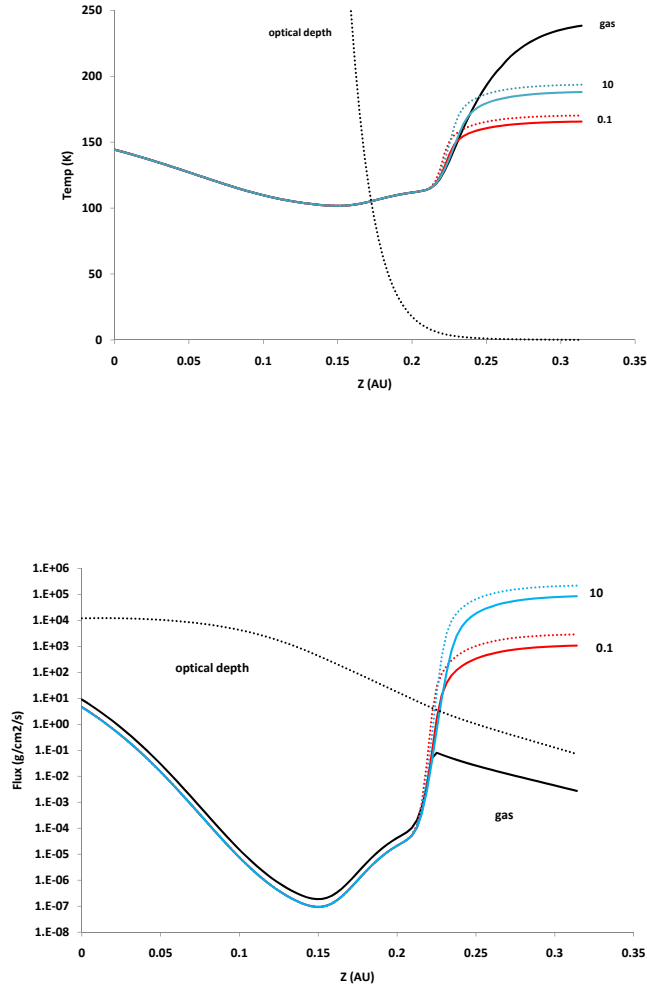 250
gas
optical depth
200
10
150
0.1
Temp (K)
100
50
0
0 0.05 0.1 0.15 0.2 0.25 0.3 0.35
Z (AU)
1.E+06
1.E+05
10
1.E+04
1.E+03
0.1
1.E+02
optical depth
1.E+01
1.E+00
Flux (g/cm2/s)
1.E-01
1.E-02
1.E-03
gas
1.E-04
1.E-05
1.E-06
1.E-07
1.E-08
0 0.05 0.1 0.15 0.2 0.25 0.3 0.35
Z (AU)